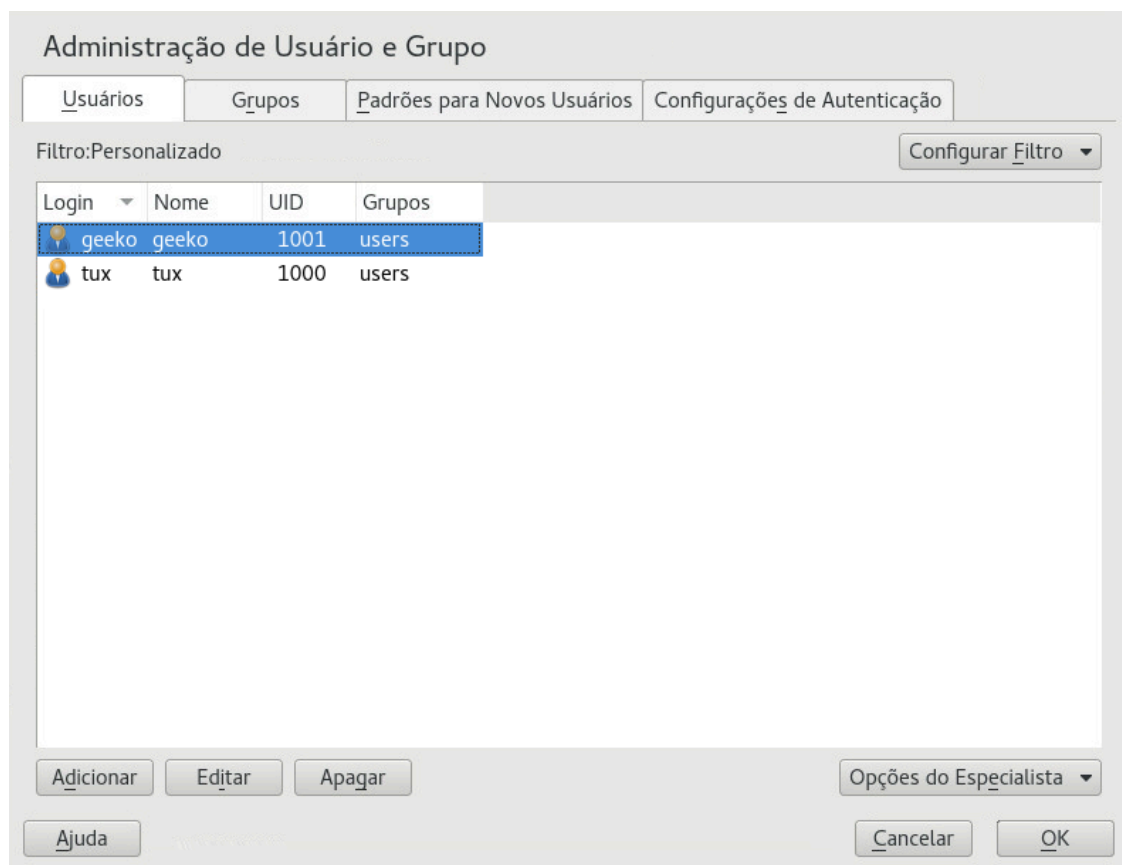 Administração de Usuário e Grupo
Usuários Grupos Padrões para Novos Usuários Configurações de Autenticação
Filtro:Personalizado Configurar Filtro
Login Nome UID Grupos
geeko geeko 1001 users
tux tux 1000 users
Adicionar Editar Apagar Opções do Especialista
Ajuda Cancelar OK